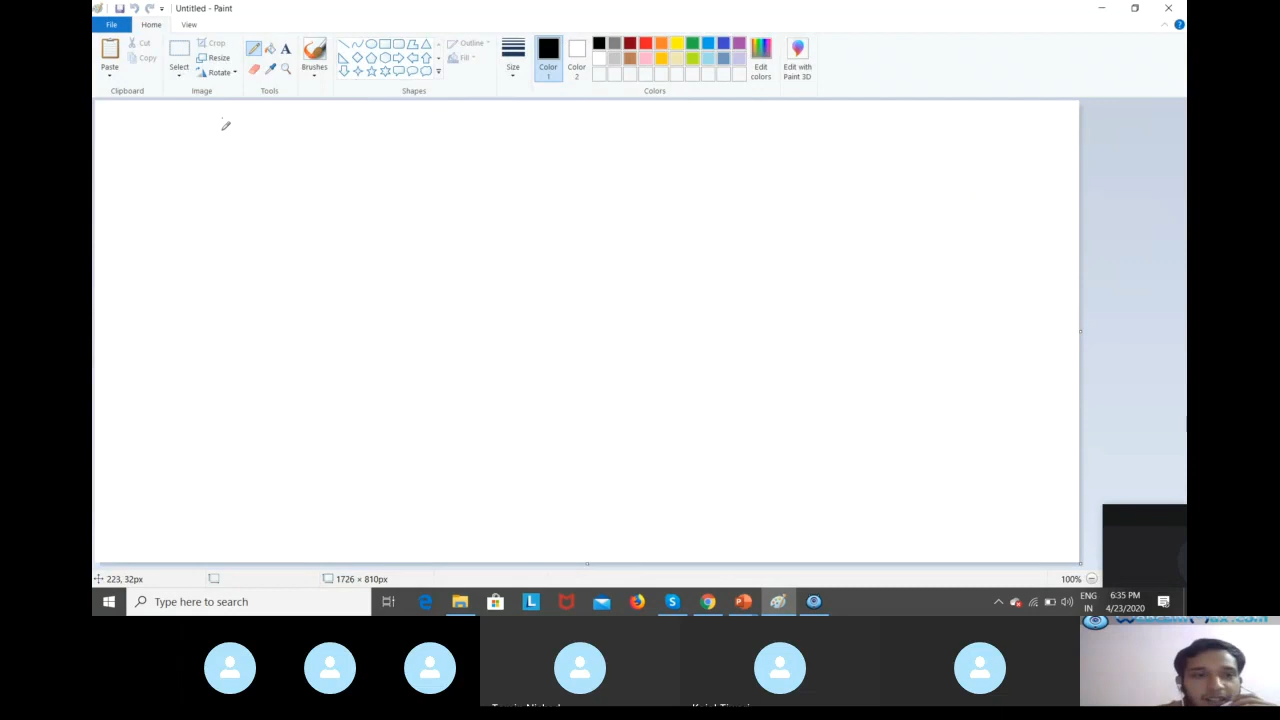 Untitled - Paint
File Home View
Paste
Cut
Copy
Clipboard
Select
Crop
Resize
Rotate
Image
A
Tools
Brushes
Outline
Fill
Shapes
Size
Color
1
Color
2
Edit
colors
Colors
Edit with
Paint 3D
223, 32px
1726 × 810px
100%
Type here to search
L
S
ENG
IN
6:35 PM
4/23/2020